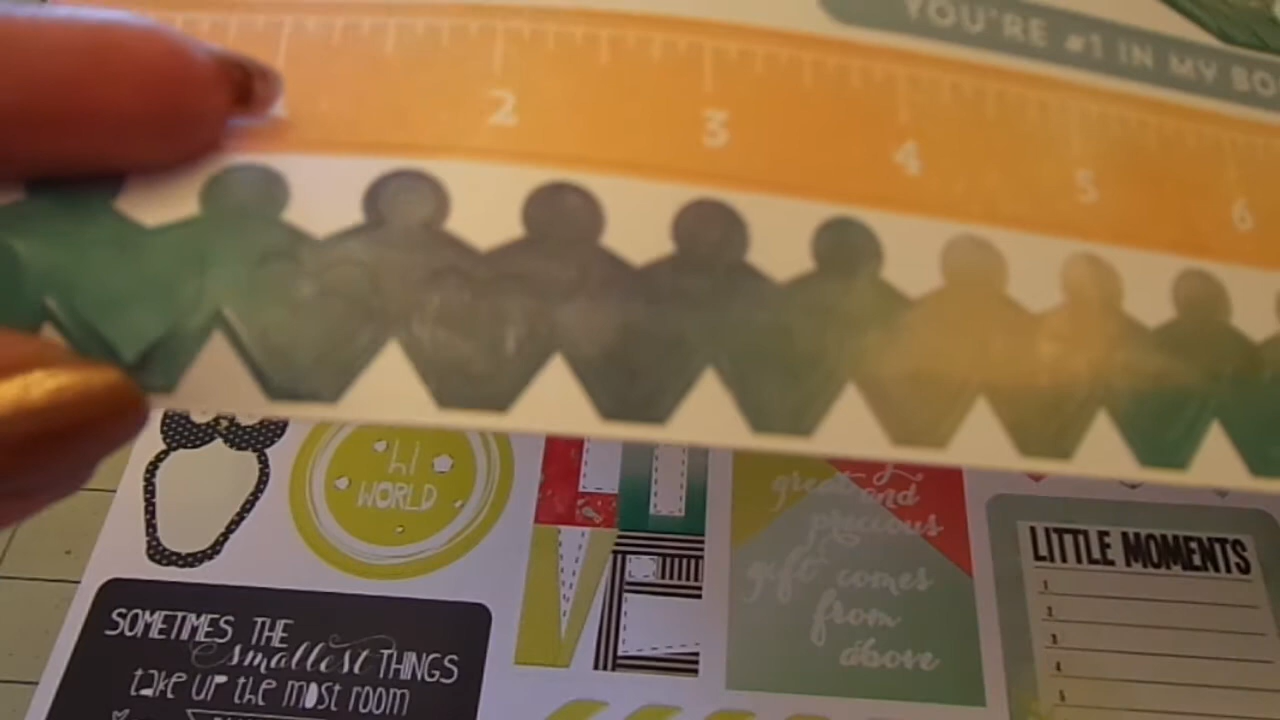 YOU'RE #1 IN MY BO
1 2 3 4 5 6
hi
WORLD
great and
precious
gift comes
from
above
LITTLE MOMENTS
1
2
3
4
5
SOMETIMES THE
smallest THINGS
take up the most room